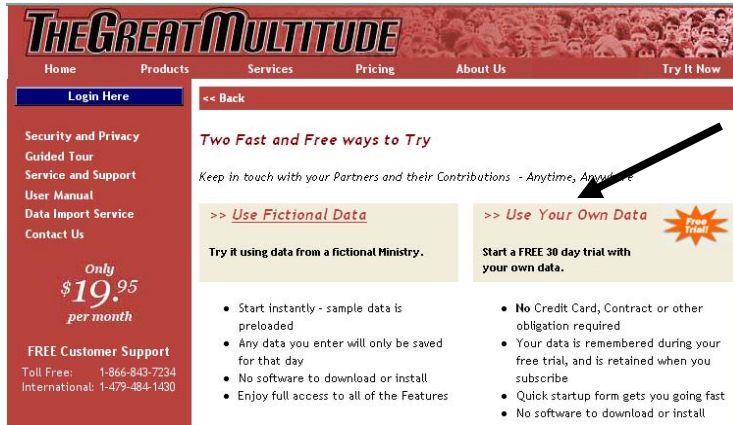 THEGREATMULTITUDE
Home Products Services Pricing About Us Try It Now
Login Here
<< Back
Security and Privacy
Guided Tour
Service and Support
User Manual
Data Import Service
Contact Us
Only
$19.95
per month
FREE Customer Support
Toll Free: 1-866-843-7234
International: 1-479-484-1430
Two Fast and Free ways to Try
Keep in touch with your Partners and their Contributions - Anytime, Anywhere
>> Use Fictional Data
Try it using data from a fictional Ministry.
• Start instantly - sample data is
preloaded
• Any data you enter will only be saved
for that day
• No software to download or install
• Enjoy full access to all of the Features
>> Use Your Own Data
Free
Trial!
Start a FREE 30 day trial with
your own data.
• No Credit Card, Contract or other
obligation required
• Your data is remembered during your
free trial, and is retained when you
subscribe
• Quick startup form gets you going fast
• No software to download or install